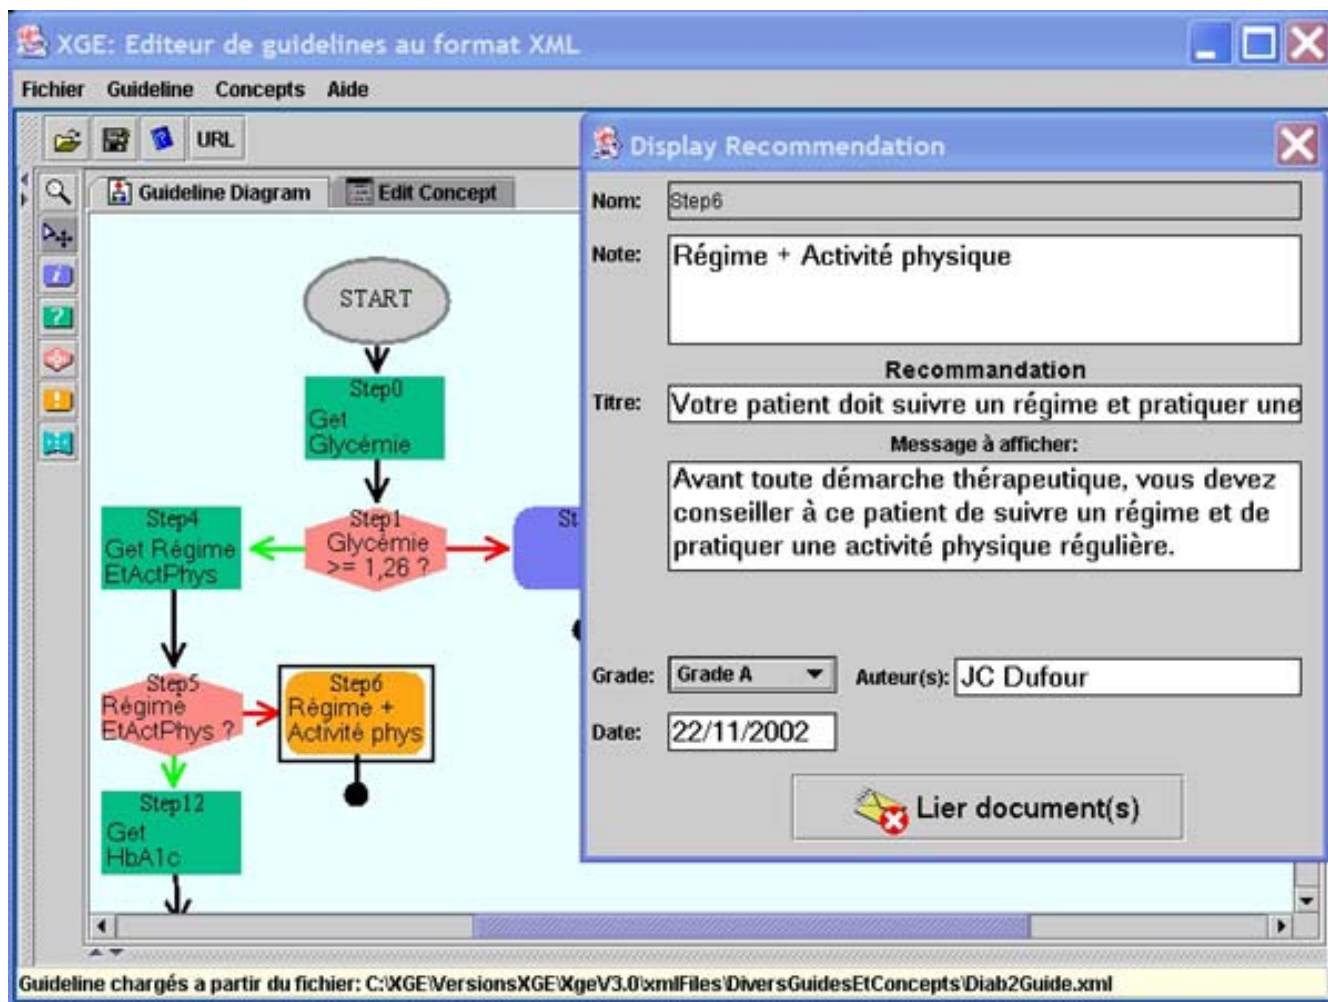 XGE: Editeur de guidelines au format XML
Fichier Guideline Concepts Aide
URL
Guideline Diagram Edit Concept
START
Step0
Get
Glycémie
Step1
Glycémie
>= 1,26 ?
Step4
Get Régime
EtActPhys
Step5
Régime
EtActPhys ?
Step6
Régime +
Activité phys
Step12
Get
HbA1c
Display Recommendation
Nom: Step6
Note: Régime + Activité physique
Recommandation
Titre: Votre patient doit suivre un régime et pratiquer une
Message à afficher:
Avant toute démarche thérapeutique, vous devez
conseiller à ce patient de suivre un régime et de
pratiquer une activité physique régulière.
Grade: Grade A Auteur(s): JC Dufour
Date: 22/11/2002
Lier document(s)
Guideline chargés a partir du fichier: C:\XGE\VersionsXGE\XgeV3.0\xmlFiles\DiversGuidesEtConcepts\Diab2Guide.xml